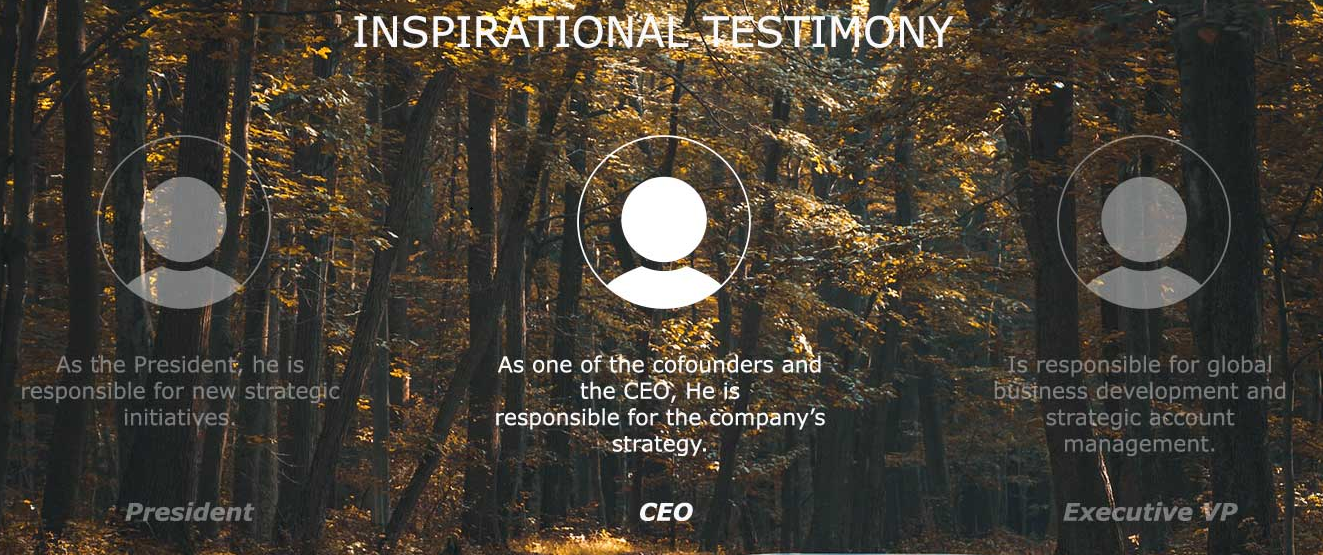 INSPIRATIONAL TESTIMONY
As the President, he is
responsible for new strategic
initiatives.
President
As one of the cofounders and
the CEO, He is
responsible for the company’s
strategy.
CEO
Is responsible for global
business development and
strategic account
management.
Executive VP